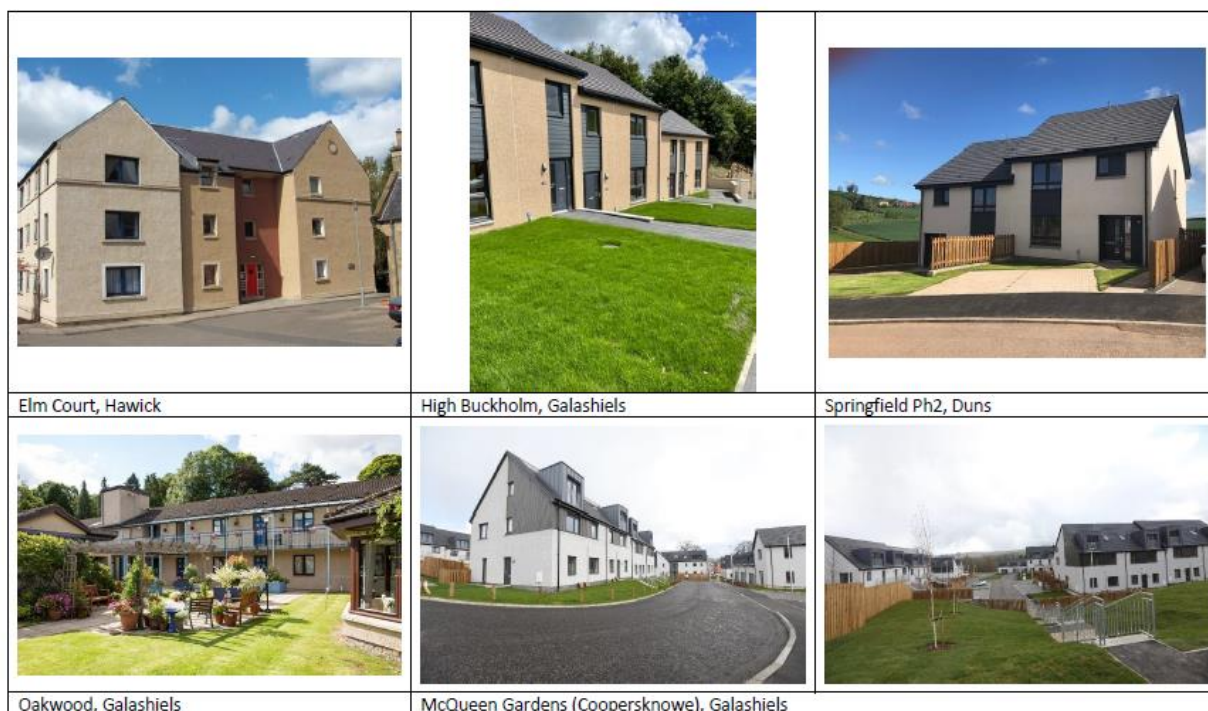 Elm Court, Hawick
High Buckholm, Galashiels
Springfield Ph2, Duns
Oakwood, Galashiels
McQueen Gardens (Coopersknowe), Galashiels